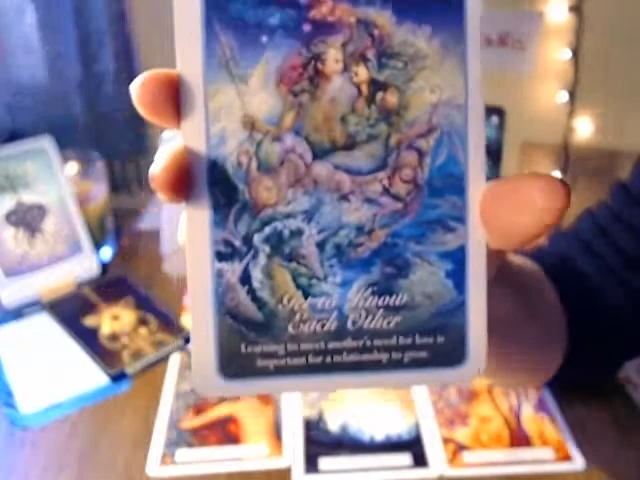 Get to Know
Each Other
Learning to meet another's need for love is
important for a relationship to grow.